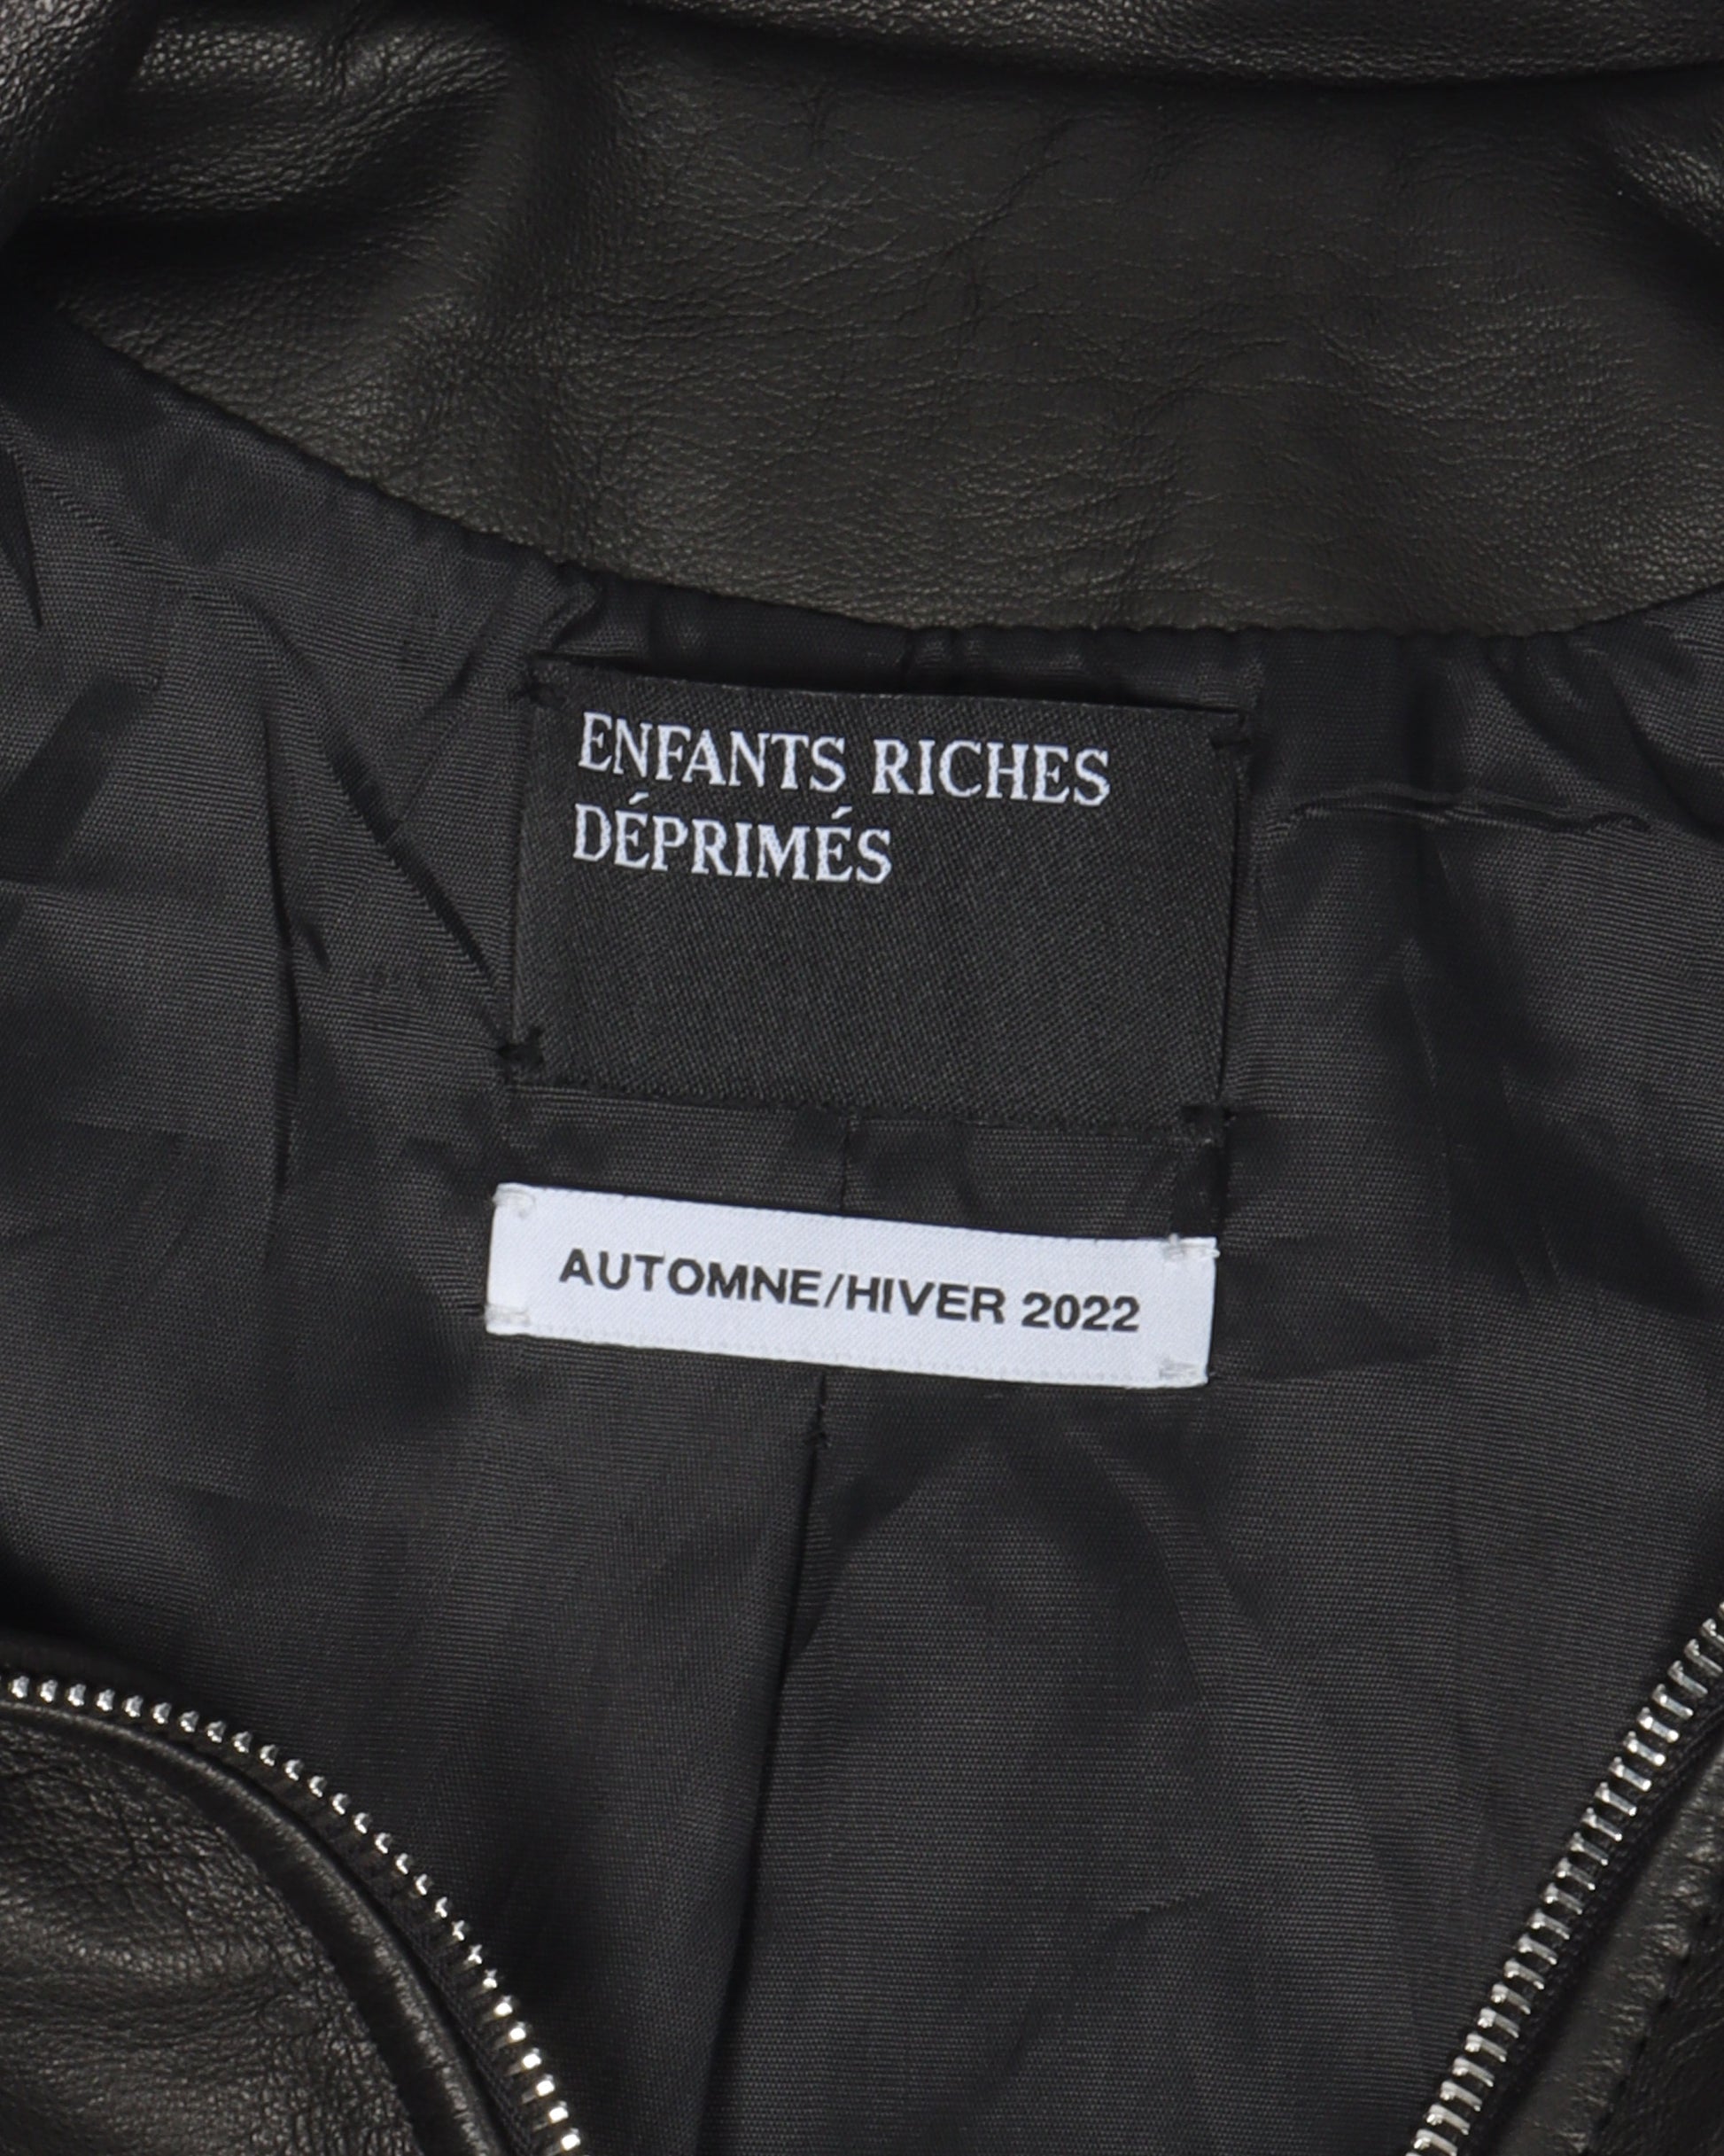 ENFANTS RICHES
DÉPRIMÉS
AUTOMNE/HIVER 2022